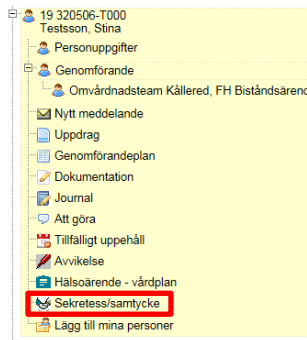 19 320506-T000
Testsson, Stina
Personuppgifter
Genomförande
Omvårdnadsteam Kållered, FH Biståndsärend
Nytt meddelande
Uppdrag
Genomförandeplan
Dokumentation
Journal
Att göra
Tillfälligt uppehåll
Avvikelse
Hälsoärende - vårdplan
Sekretess/samtycke
Lägg till mina personer